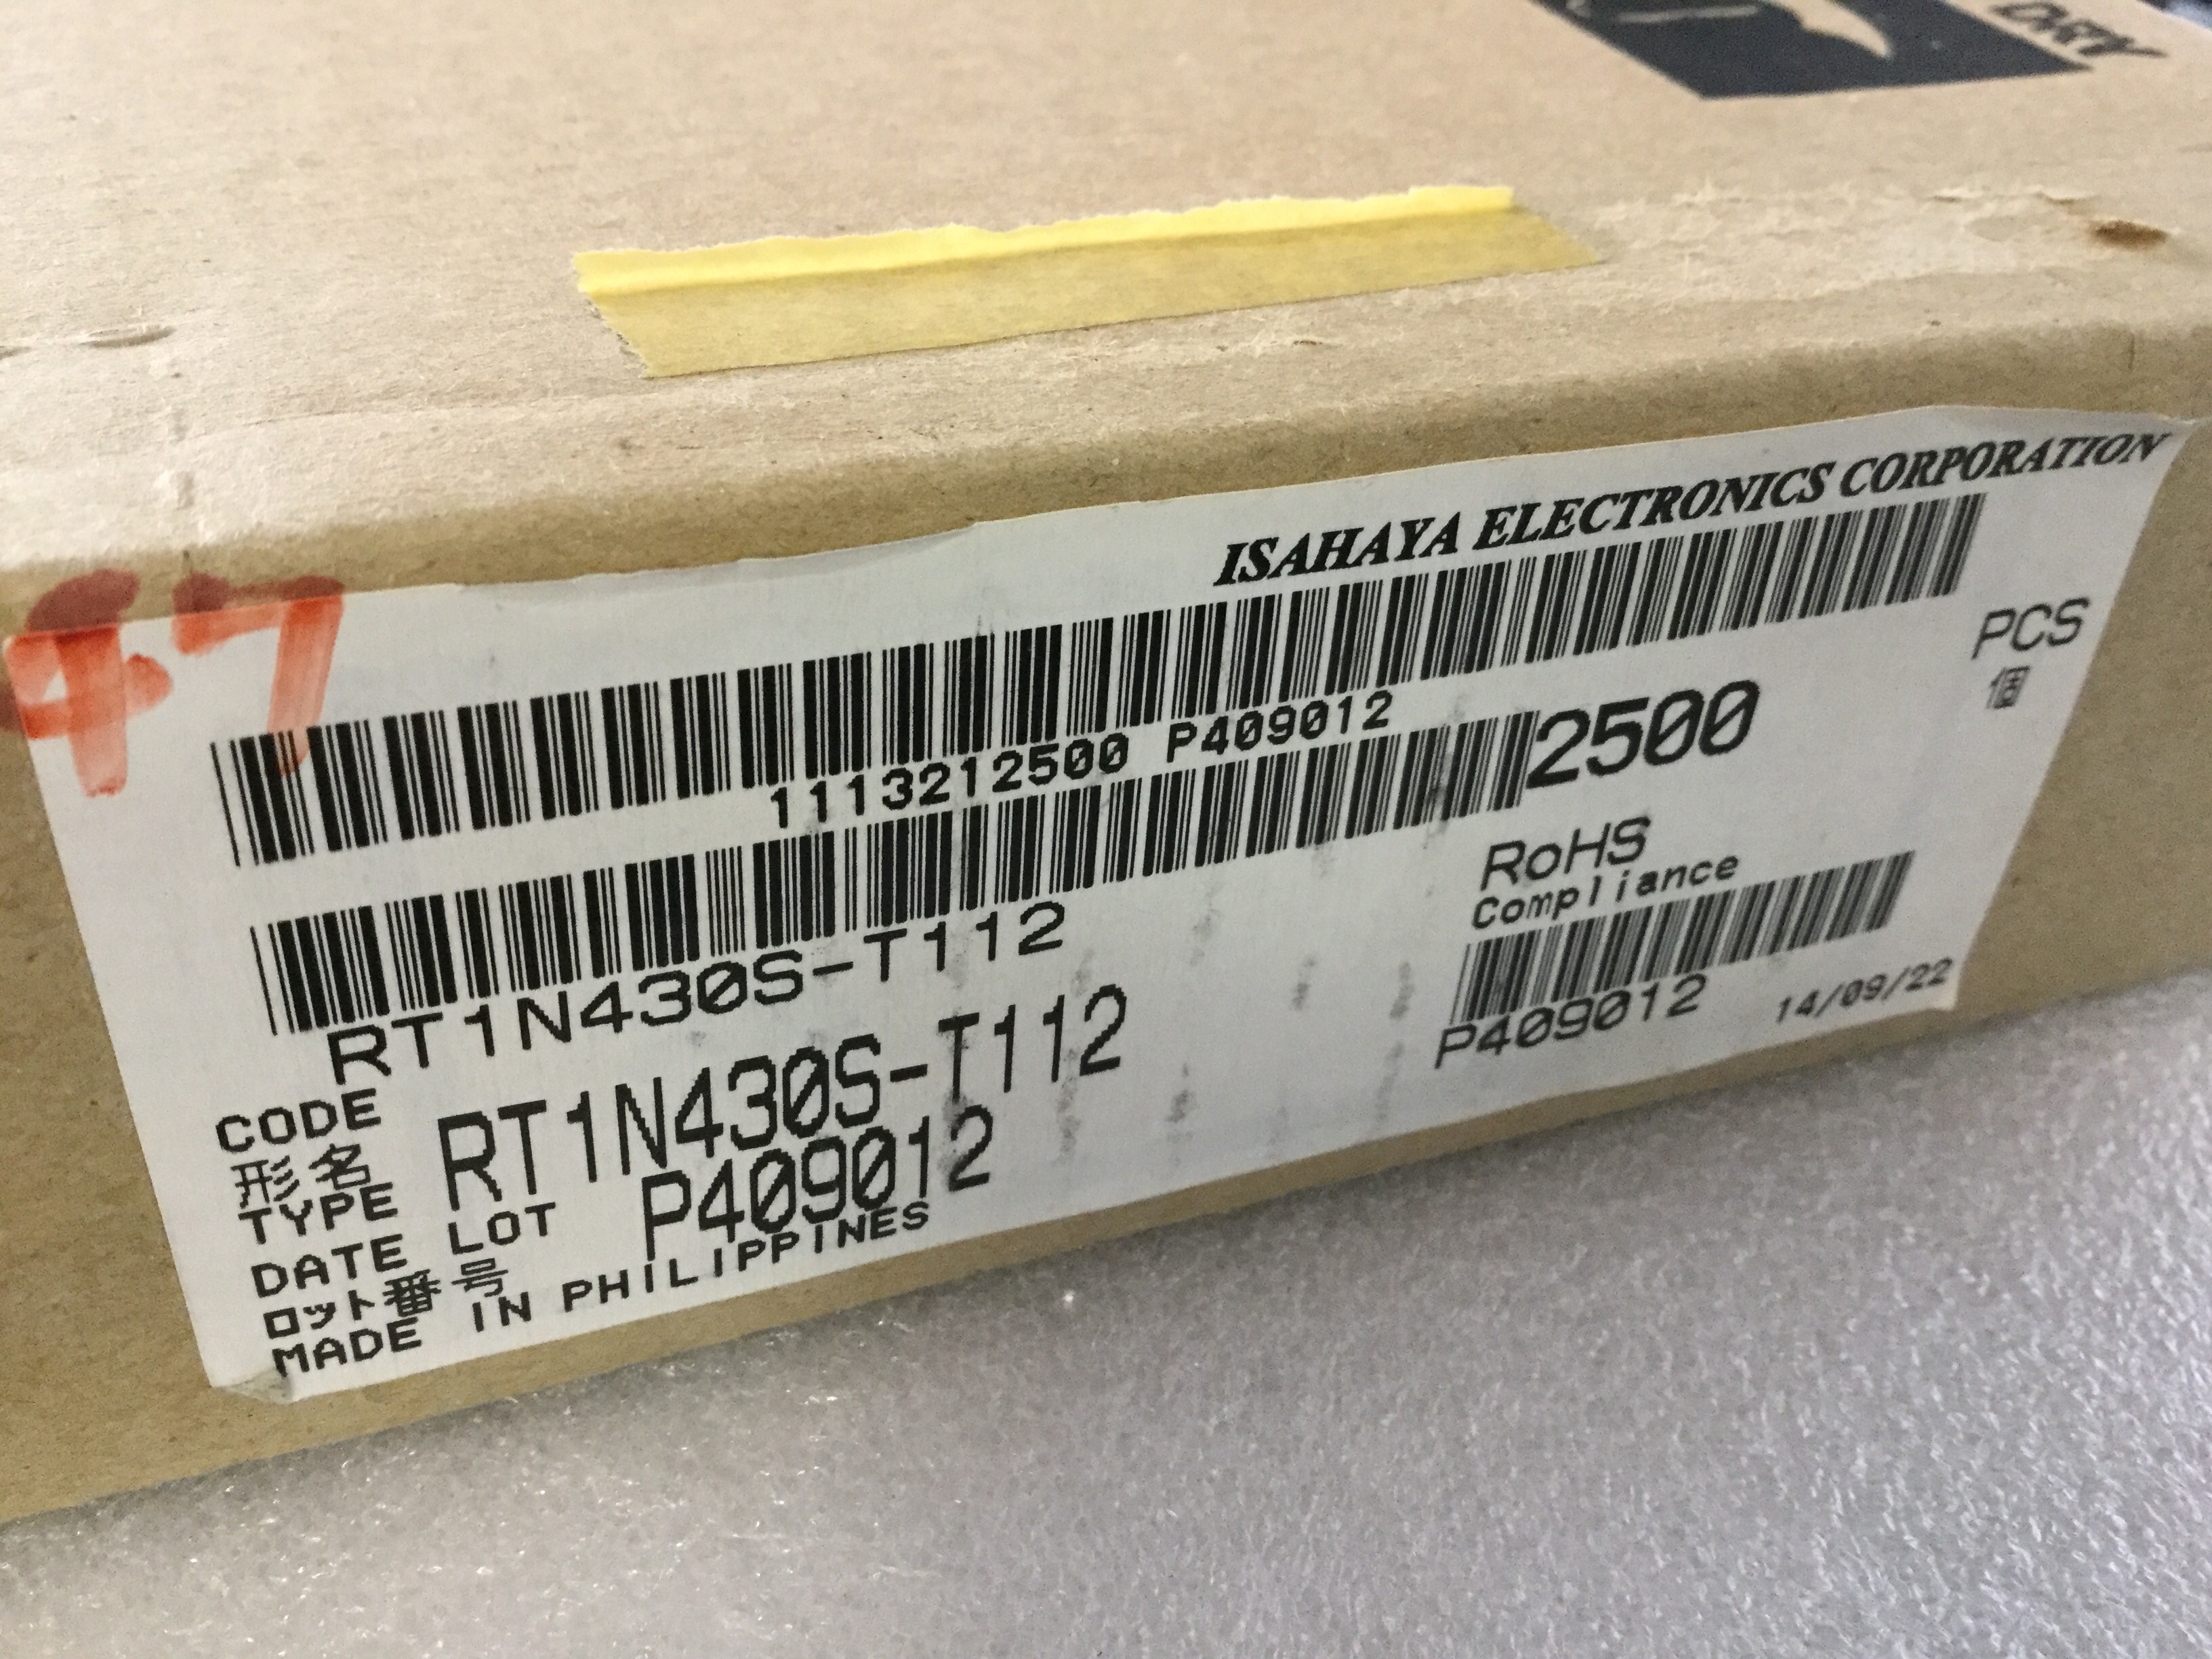 DRY
47
ISAHAYA ELECTRONICS CORPORATION
1113212500 P409012
2500
PCS
個
RT1N430S-T112
RoHS
Compliance
CODE
形名
TYPE
RT1N430S-T112
P409012
14/09/22
DATE LOT
ロット番号
P409012
MADE IN PHILIPPINES